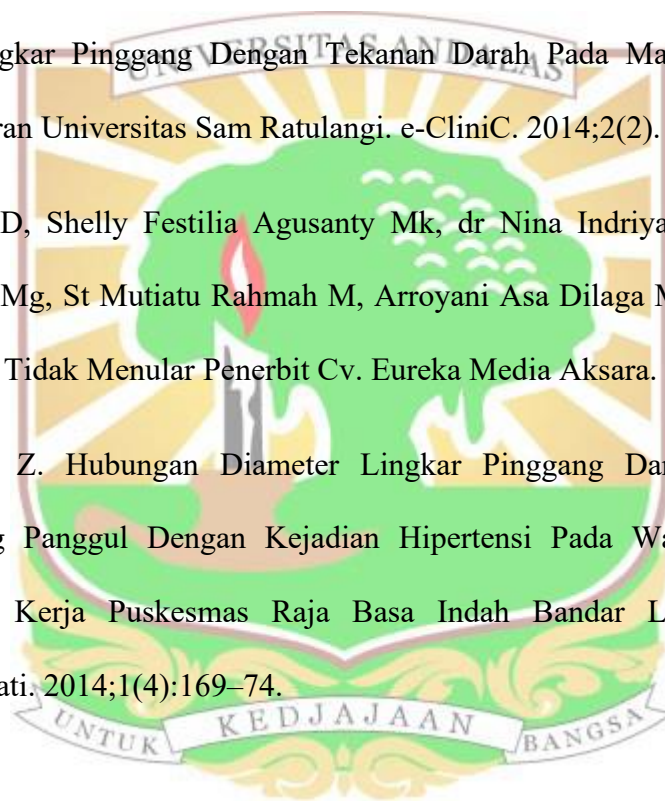 gkar Pinggang Dengan Tekanan Darah Pada Ma
UNIVERSITAS ANDALAS
ran Universitas Sam Ratulangi. e-CliniC. 2014;2(2).
D, Shelly Festilia Agusanty Mk, dr Nina Indriya
Mg, St Mutiatu Rahmah M, Arroyani Asa Dilaga M
Tidak Menular Penerbit Cv. Eureka Media Aksara.
Z. Hubungan Diameter Lingkar Pinggang Dan
g Panggul Dengan Kejadian Hipertensi Pada Wa
Kerja Puskesmas Raja Basa Indah Bandar L
ati. 2014;1(4):169–74.
UNTUK KEDJAJAAN BANGSA